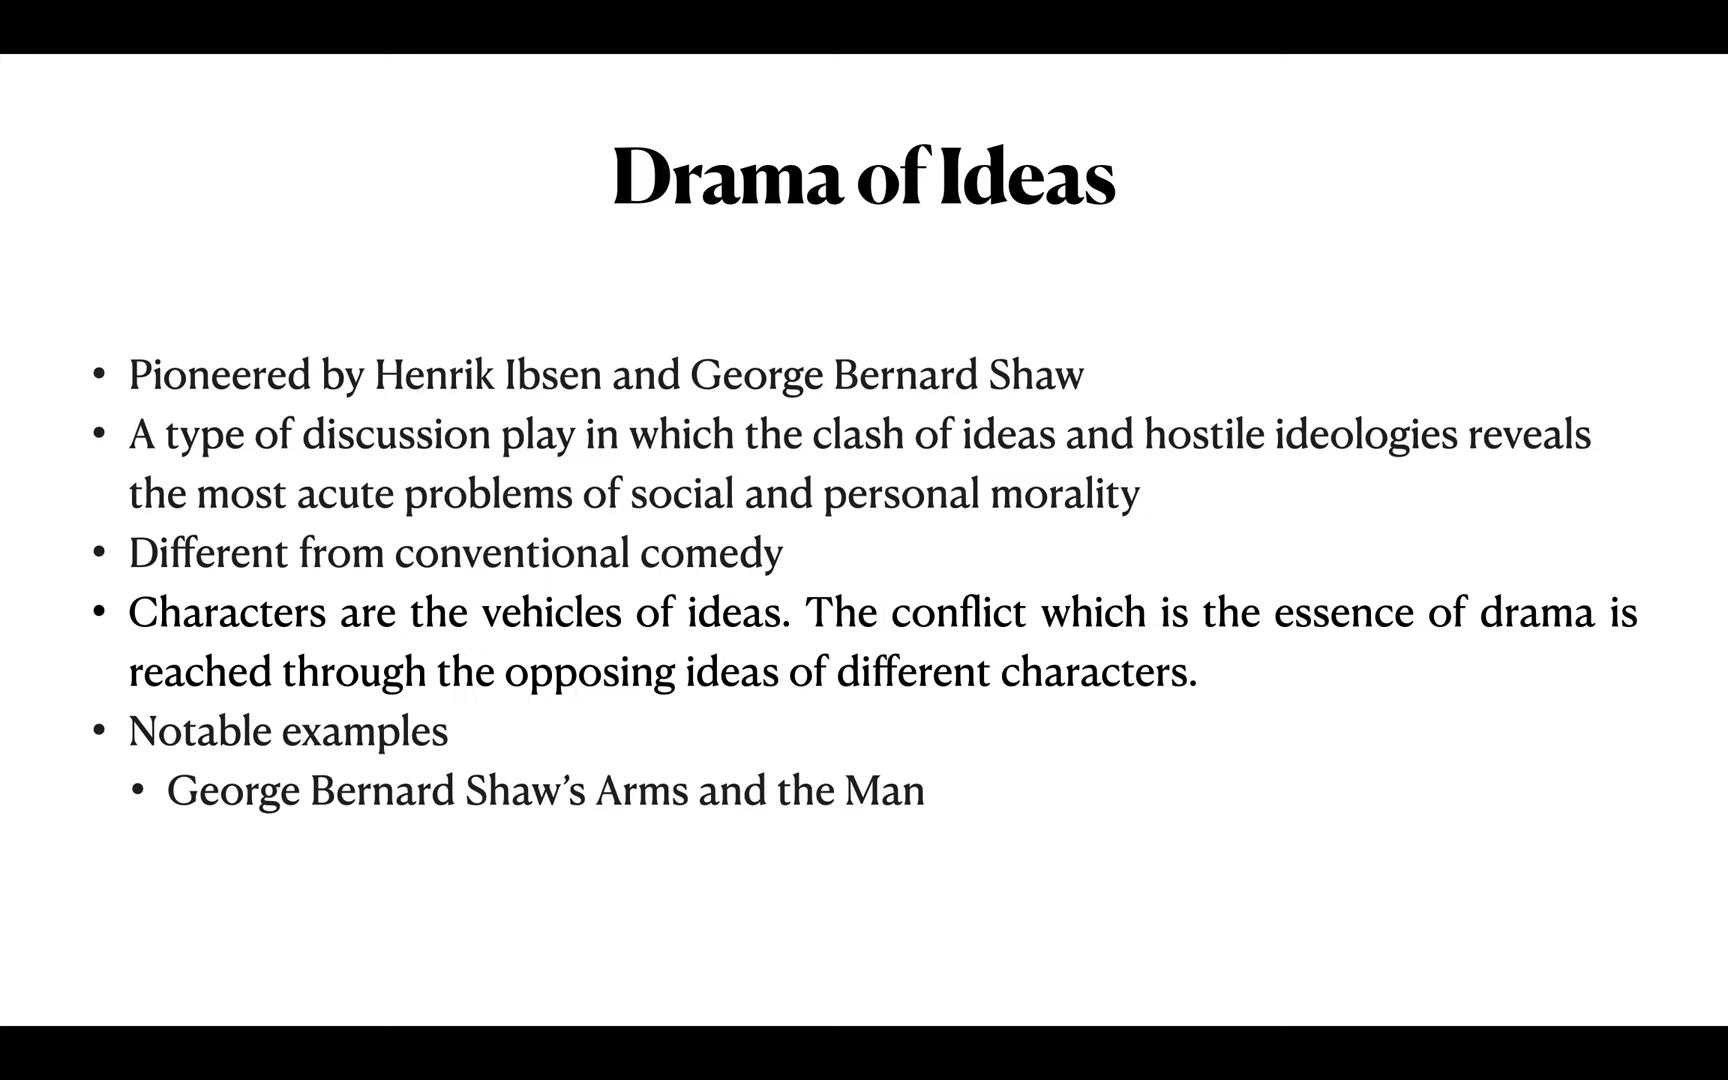 Drama of Ideas
• Pioneered by Henrik Ibsen and George Bernard Shaw
• A type of discussion play in which the clash of ideas and hostile ideologies reveals
the most acute problems of social and personal morality
• Different from conventional comedy
• Characters are the vehicles of ideas. The conflict which is the essence of drama is
reached through the opposing ideas of different characters.
• Notable examples
• George Bernard Shaw’s Arms and the Man